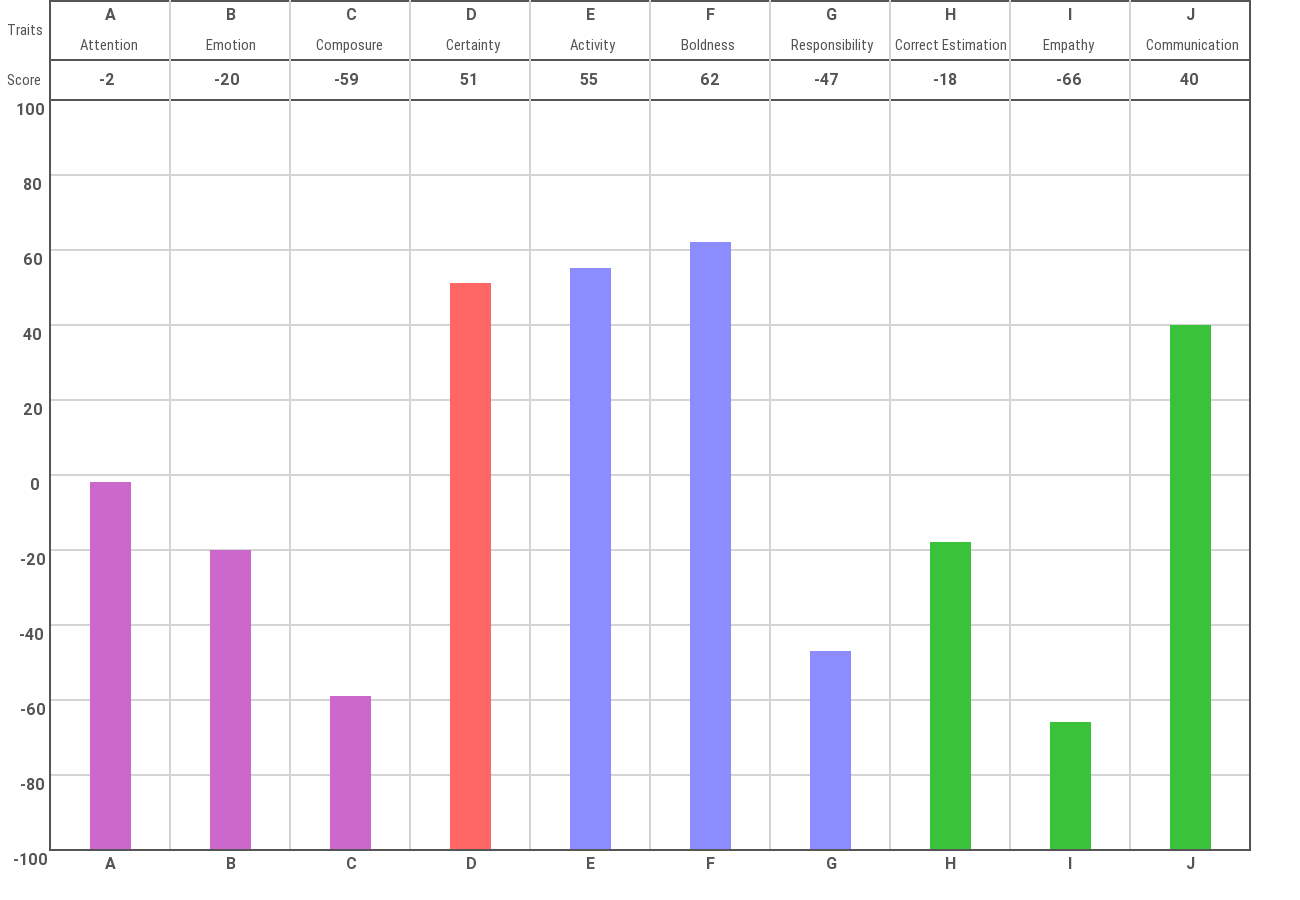 A B C D E F G H I J
Traits
Attention Emotion Composure Certainty Activity Boldness Responsibility Correct Estimation Empathy Communication
Score -2 -20 -59 51 55 62 -47 -18 -66 40
100
80
60
40
20
0
-20
-40
-60
-80
-100
A B C D E F G H I J